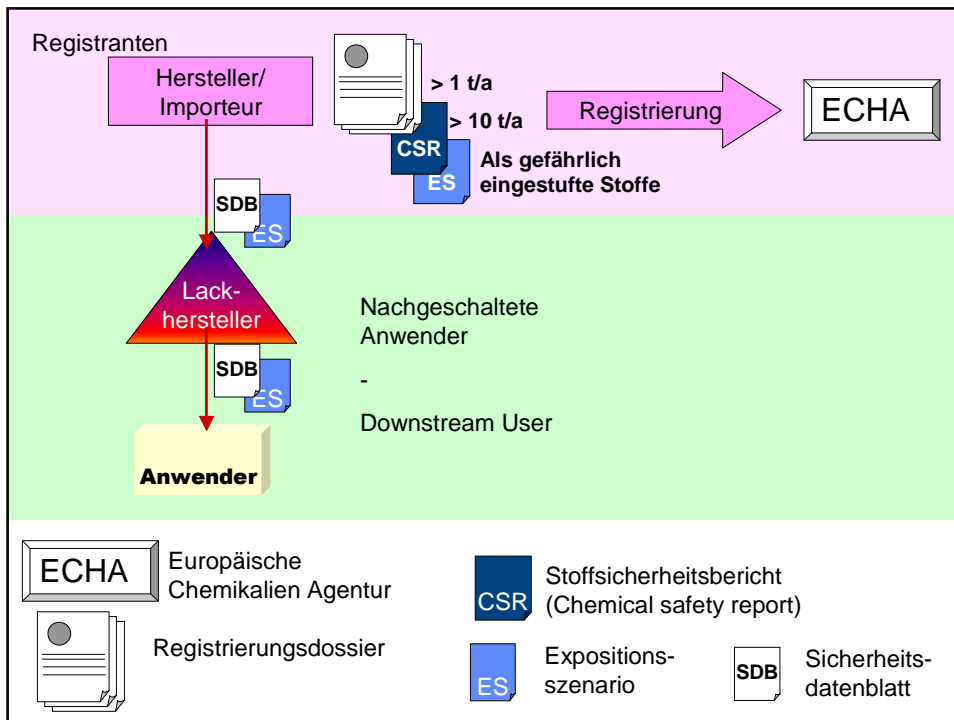 Registranten
Hersteller/
Importeur
> 1 t/a
> 10 t/a
CSR
ES
Als gefährlich
eingestufte Stoffe
Registrierung
ECHA
SDB
ES
Lack-
hersteller
SDB
ES
Anwender
Nachgeschaltete
Anwender
-
Downstream User
ECHA
Europäische
Chemikalien Agentur
Registrierungsdossier
CSR
Stoffsicherheitsbericht
(Chemical safety report)
ES
Expositions-
szenario
SDB
Sicherheits-
datenblatt